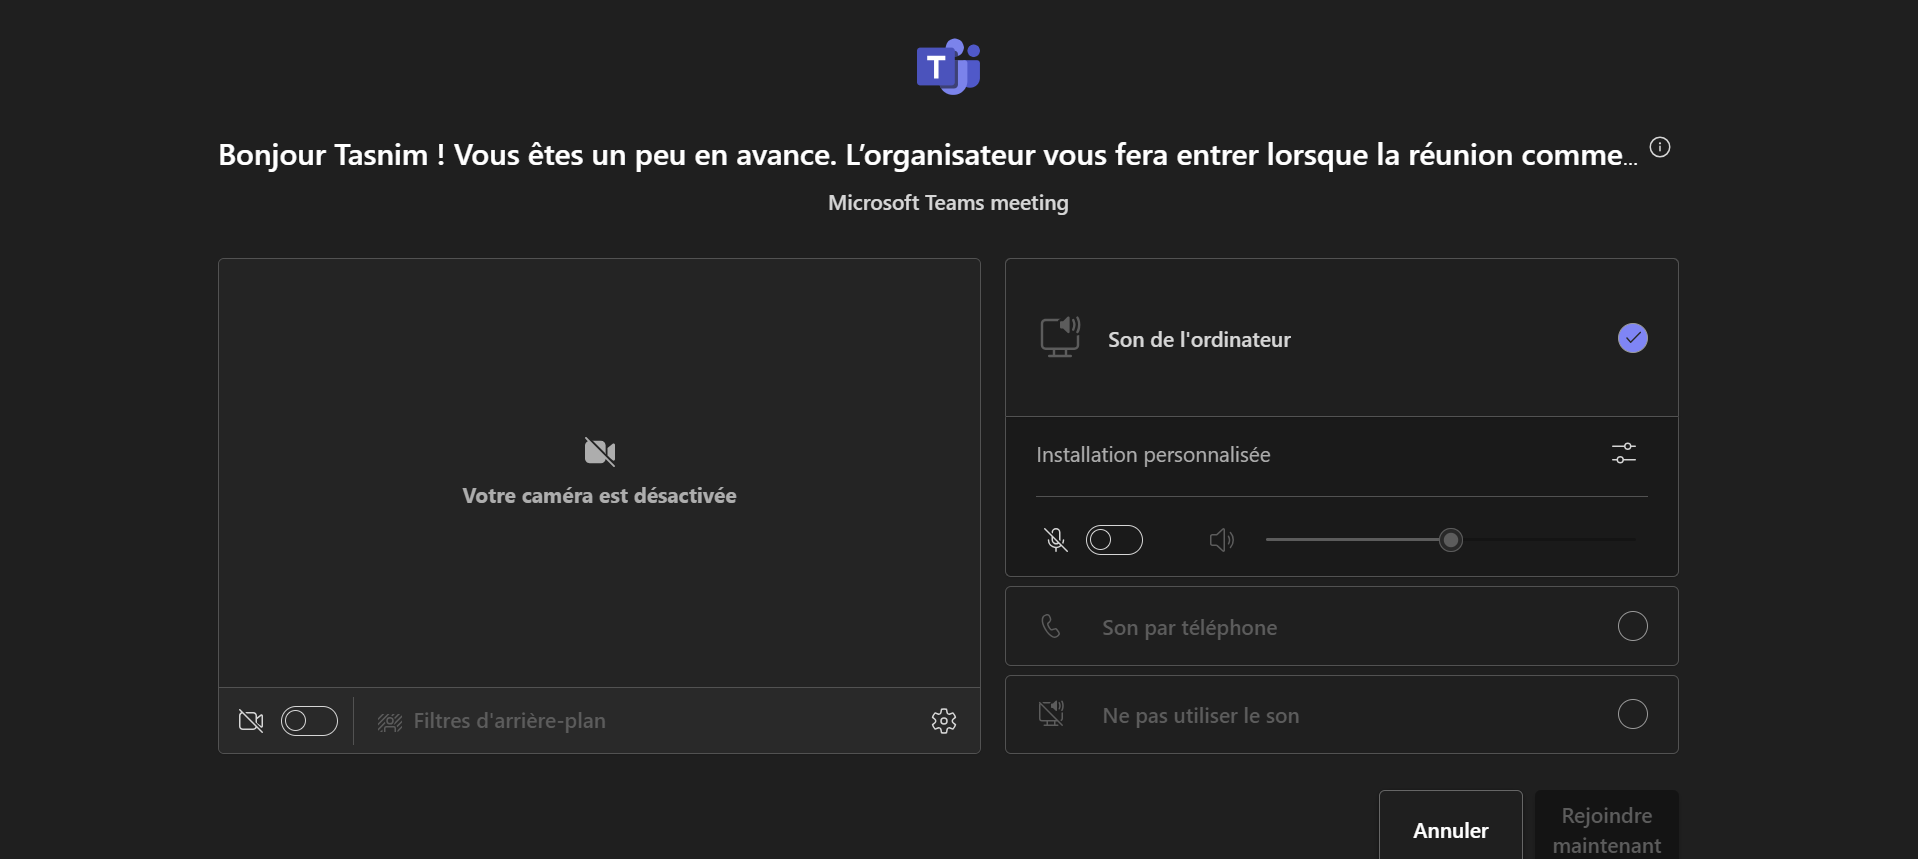 T
Bonjour Tasnim ! Vous êtes un peu en avance. L’organisateur vous fera entrer lorsque la réunion comme...
Microsoft Teams meeting
Votre caméra est désactivée
Filtres d'arrière-plan
Son de l'ordinateur
Installation personnalisée
Son par téléphone
Ne pas utiliser le son
Annuler
Rejoindre
maintenant